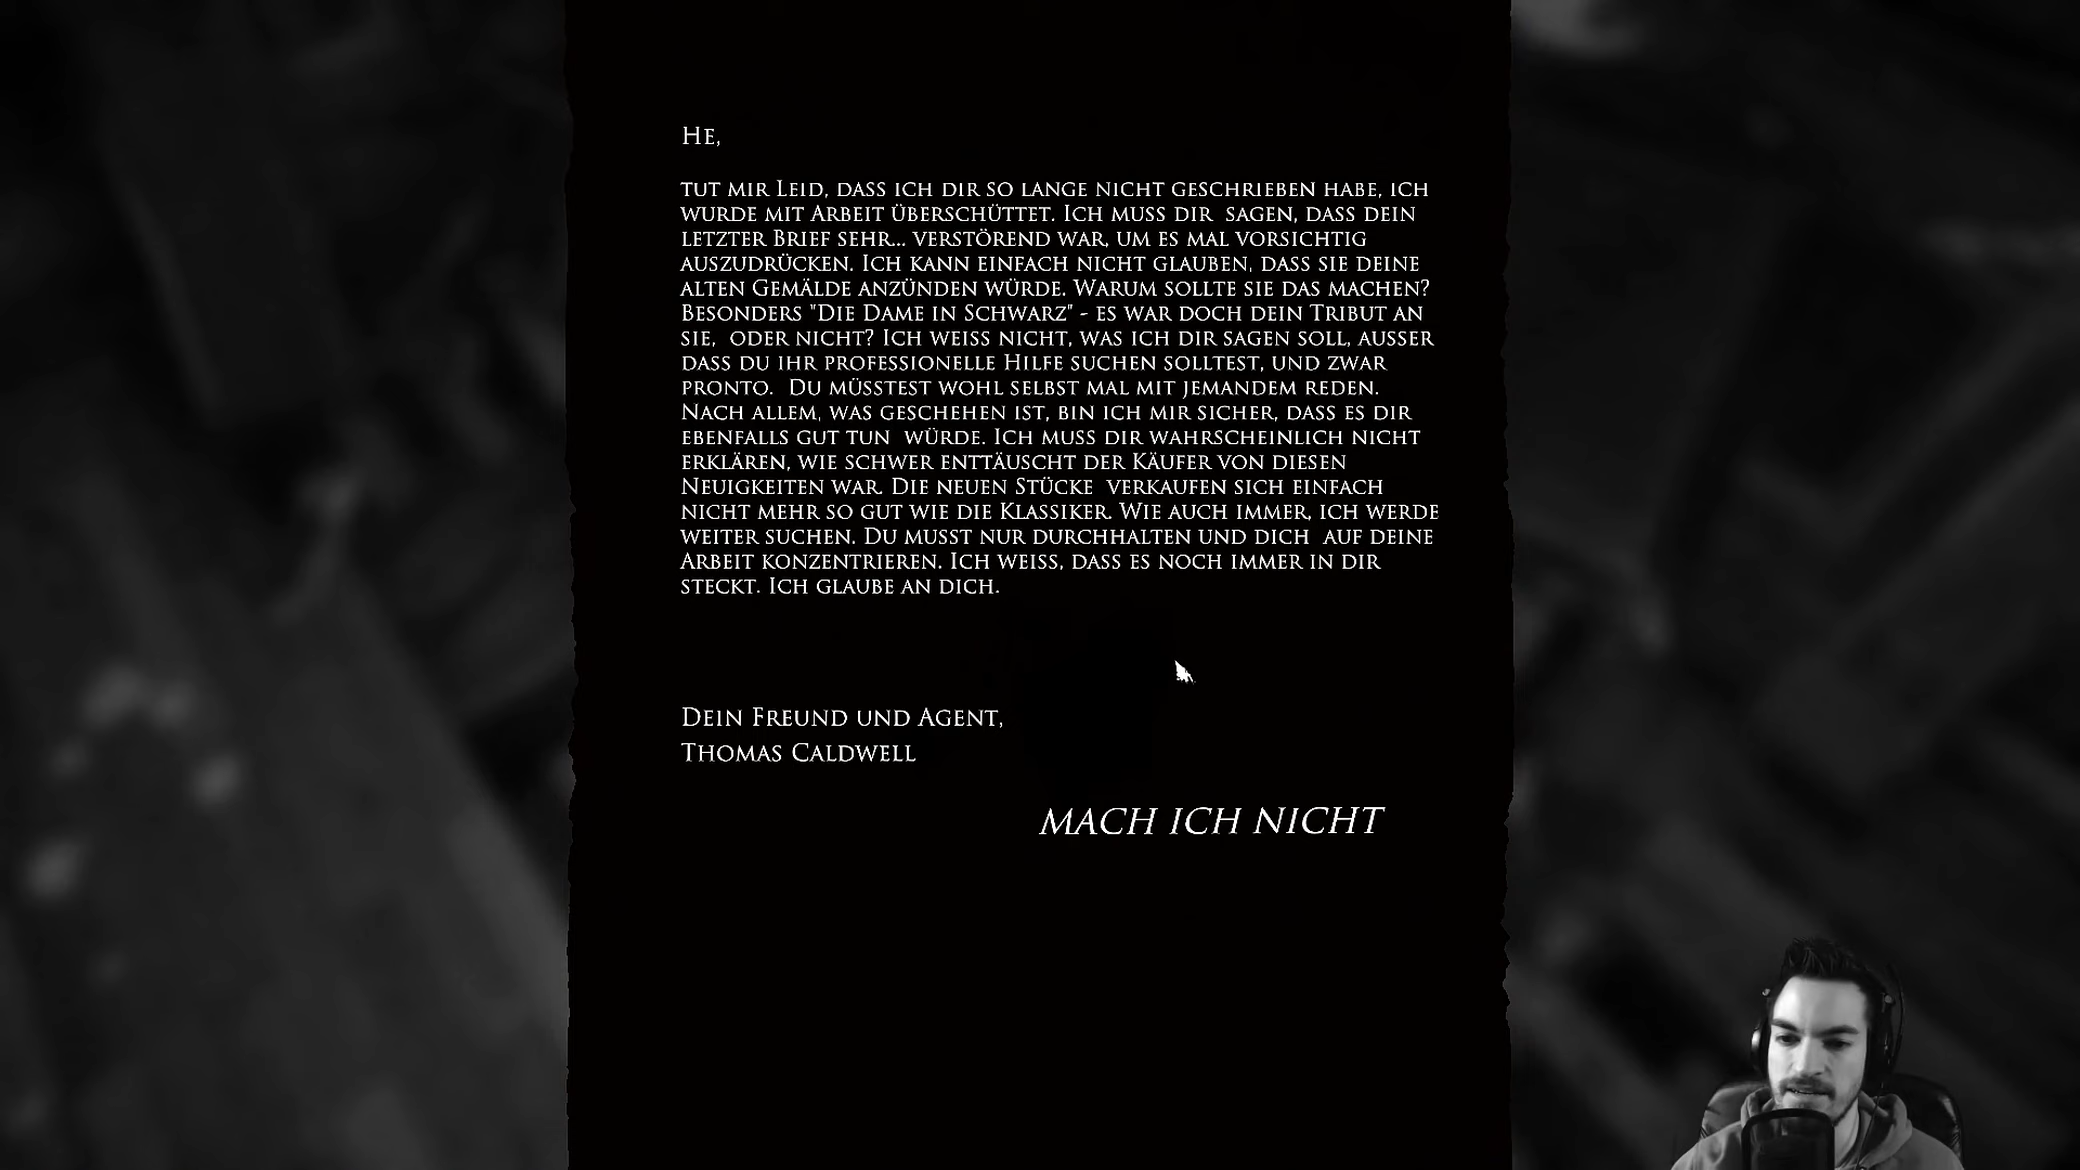 He,
tut mir Leid, dass ich dir so lange nicht geschrieben habe, ich
wurde mit Arbeit überschüttet. Ich muss dir sagen, dass dein
letzter Brief sehr... verstörend war, um es mal vorsichtig
auszudrücken. Ich kann einfach nicht glauben, dass sie deine
alten Gemälde anzünden würde. Warum sollte sie das machen?
Besonders "Die Dame in Schwarz" - es war doch dein Tribut an
sie, oder nicht? Ich weiss nicht, was ich dir sagen soll, ausser
dass du ihr professionelle Hilfe suchen solltest, und zwar
pronto. Du müsstest wohl selbst mal mit jemandem reden.
Nach allem, was geschehen ist, bin ich mir sicher, dass es dir
ebenfalls gut tun würde. Ich muss dir wahrscheinlich nicht
erklären, wie schwer enttäuscht der Käufer von diesen
Neuigkeiten war. Die neuen Stücke verkaufen sich einfach
nicht mehr so gut wie die Klassiker. Wie auch immer, ich werde
weiter suchen. Du musst nur durchhalten und dich auf deine
Arbeit konzentrieren. Ich weiss, dass es noch immer in dir
steckt. Ich glaube an dich.
Dein Freund und Agent,
Thomas Caldwell
MACH ICH NICHT